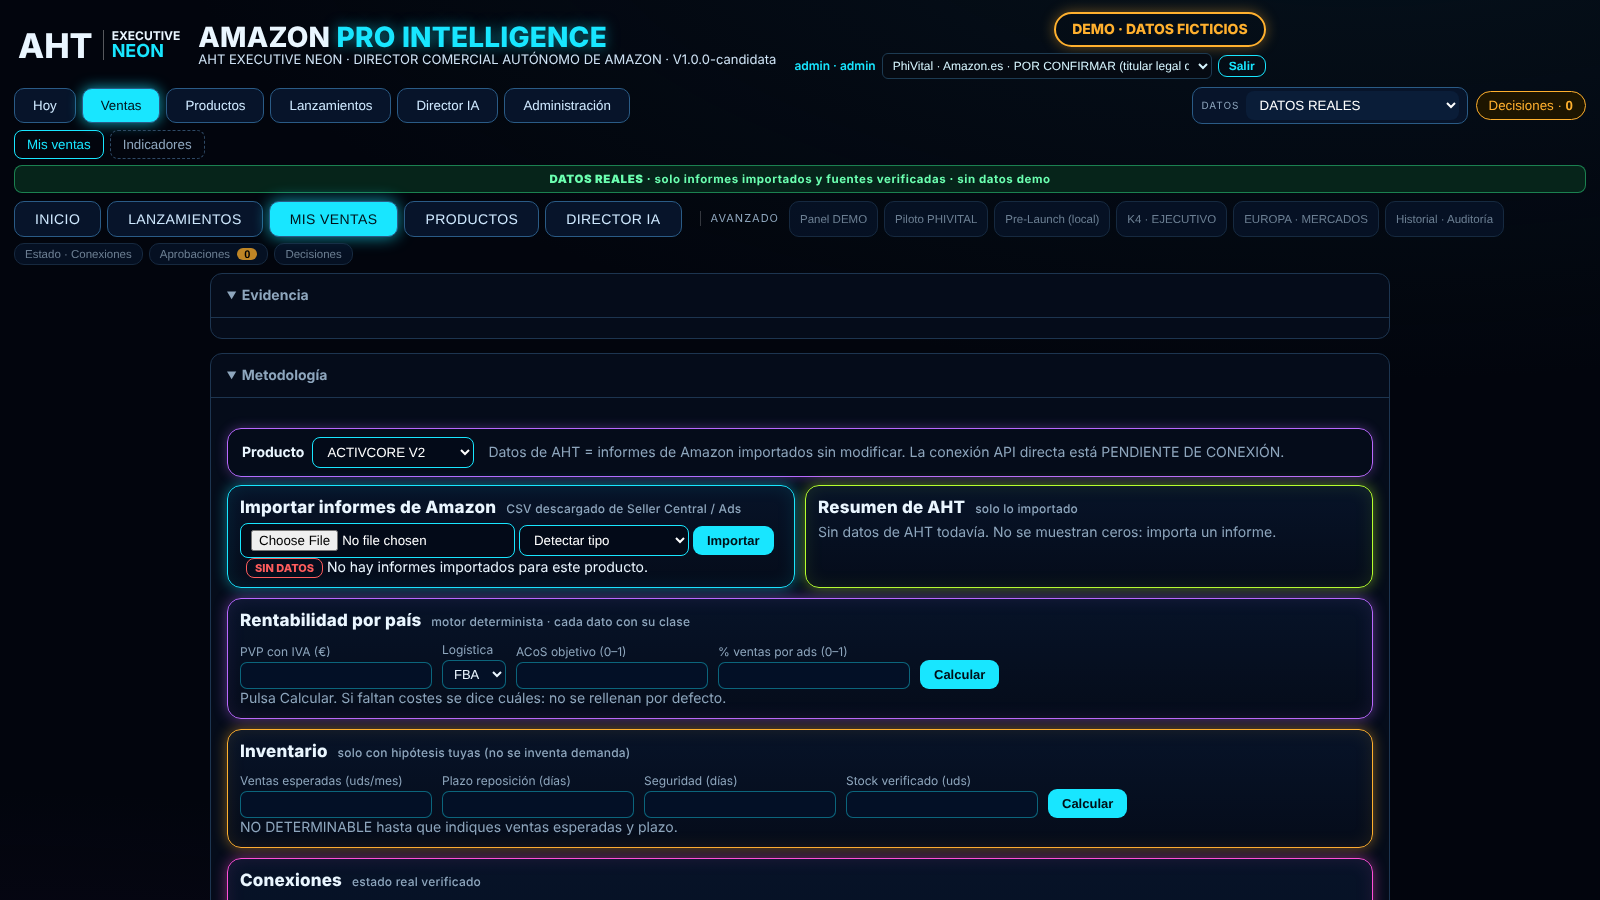 AHT EXECUTIVE NEON
AMAZON PRO INTELLIGENCE
AHT EXECUTIVE NEON · DIRECTOR COMERCIAL AUTÓNOMO DE AMAZON · V1.0.0-candidata
DEMO · DATOS FICTICIOS
admin · admin PhiVital · Amazon.es · POR CONFIRMAR (titular legal d Salir
Hoy Ventas Productos Lanzamientos Director IA Administración DATOS DATOS REALES Decisiones · 0
Mis ventas Indicadores
DATOS REALES · solo informes importados y fuentes verificadas · sin datos demo
INICIO LANZAMIENTOS MIS VENTAS PRODUCTOS DIRECTOR IA AVANZADO Panel DEMO Piloto PHIVITAL Pre-Launch (local) K4 · EJECUTIVO EUROPA · MERCADOS Historial · Auditoría
Estado · Conexiones Aprobaciones 0 Decisiones
▼ Evidencia
▼ Metodología
Producto ACTIVCORE V2 Datos de AHT = informes de Amazon importados sin modificar. La conexión API directa está PENDIENTE DE CONEXIÓN.
Importar informes de Amazon CSV descargado de Seller Central / Ads
Choose File No file chosen Detectar tipo Importar
SIN DATOS No hay informes importados para este producto.
Resumen de AHT solo lo importado
Sin datos de AHT todavía. No se muestran ceros: importa un informe.
Rentabilidad por país motor determinista · cada dato con su clase
PVP con IVA (€) Logística ACoS objetivo (0–1) % ventas por ads (0–1)
FBA Calcular
Pulsa Calcular. Si faltan costes se dice cuáles: no se rellenan por defecto.
Inventario solo con hipótesis tuyas (no se inventa demanda)
Ventas esperadas (uds/mes) Plazo reposición (días) Seguridad (días) Stock verificado (uds)
Calcular
NO DETERMINABLE hasta que indiques ventas esperadas y plazo.
Conexiones estado real verificado